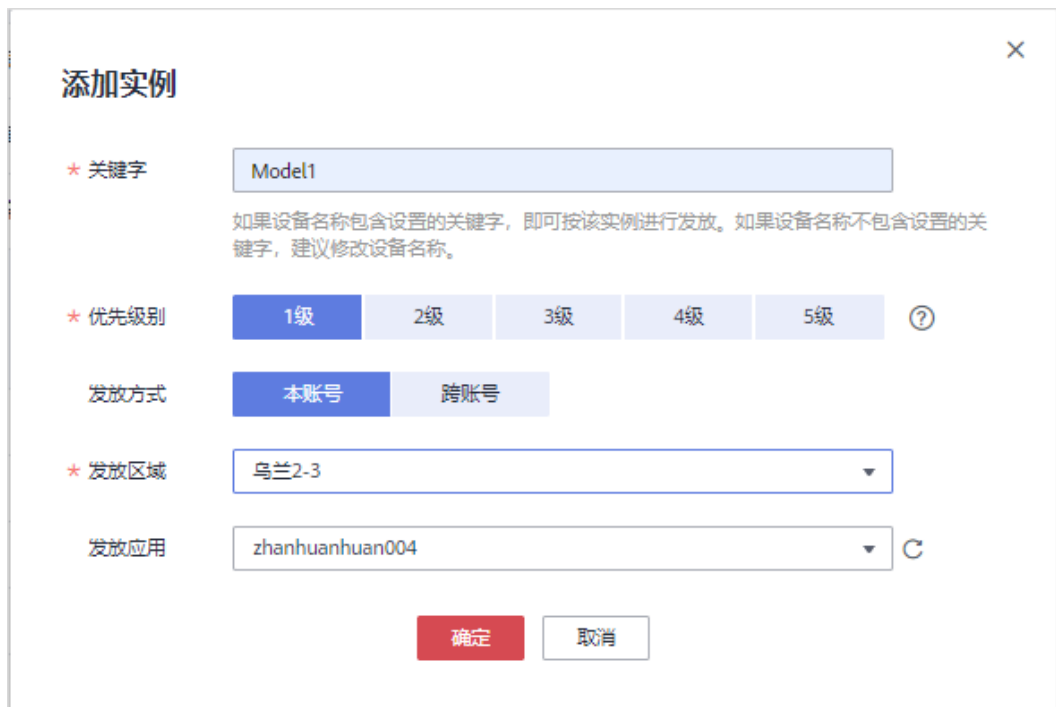 添加实例
* 关键字
Model1
如果设备名称包含设置的关键字，即可按该实例进行发放。如果设备名称不包含设置的关
键字，建议修改设备名称。
* 优先级别 1级 2级 3级 4级 5级
发放方式 本账号 跨账号
* 发放区域 乌兰2-3
发放应用 zhanhuanhuan004
确定 取消